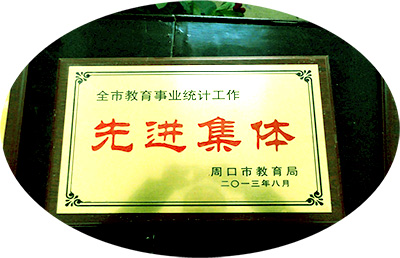 全市教育事业统计工作
先进集体
周口市教育局
二〇一三年八月